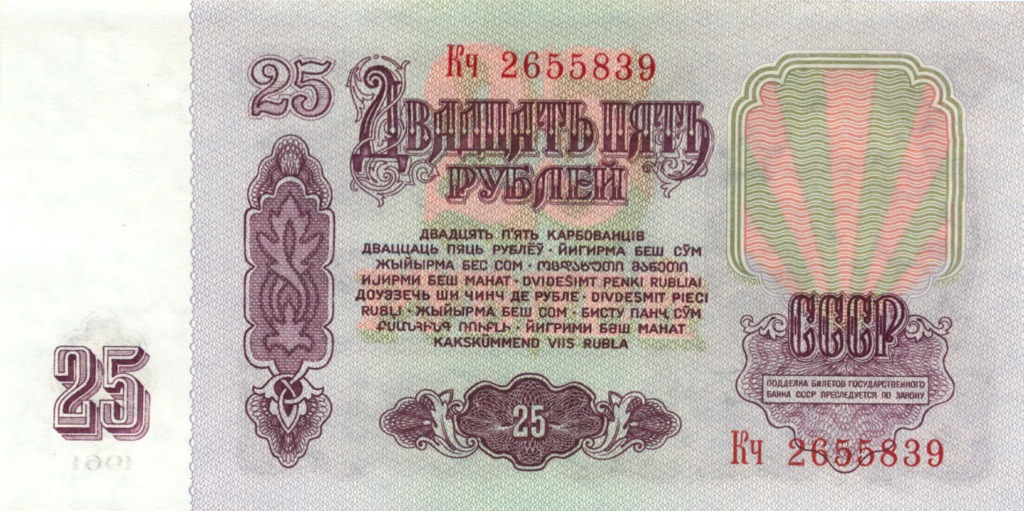 25
Кч 2655839
Двадцать пять
рублей
ДВАДЦЯТЬ П'ЯТЬ КАРБОВАНЦІВ
ДВАЦЦАЦЬ ПЯЦЬ РУБЛЁЎ · ЙИГИРМА БЕШ СЎМ
ЖЫЙЫРМА БЕС СОМ · ᲝᲪᲓᲐᲮᲣᲗᲘ ᲛᲐᲜᲔᲗᲘ
ИЈИРМИ БЕШ МАНАТ · DVIDEŠIMT PENKI RUBLIAI
ДОУЭЗЕЧЬ ШИ ЧИНЧ ДЕ РУБЛЕ · DIVDESMIT PIECI
RUBĻI · ЖЫЙЫРМА БЕШ СОМ · БИСТУ ПАНҶ СӮМ
ՔՍԱՆՀԻՆԳ ՌՈՒԲԼԻ · ЙИГРИМИ БӘШ МАНАТ
KAKSKÜMMEND VIIS RUBLA
СССР
ПОДДЕЛКА БИЛЕТОВ ГОСУДАРСТВЕННОГО
БАНКА СССР ПРЕСЛЕДУЕТСЯ ПО ЗАКОНУ
25
25
Кч 2655839
1961